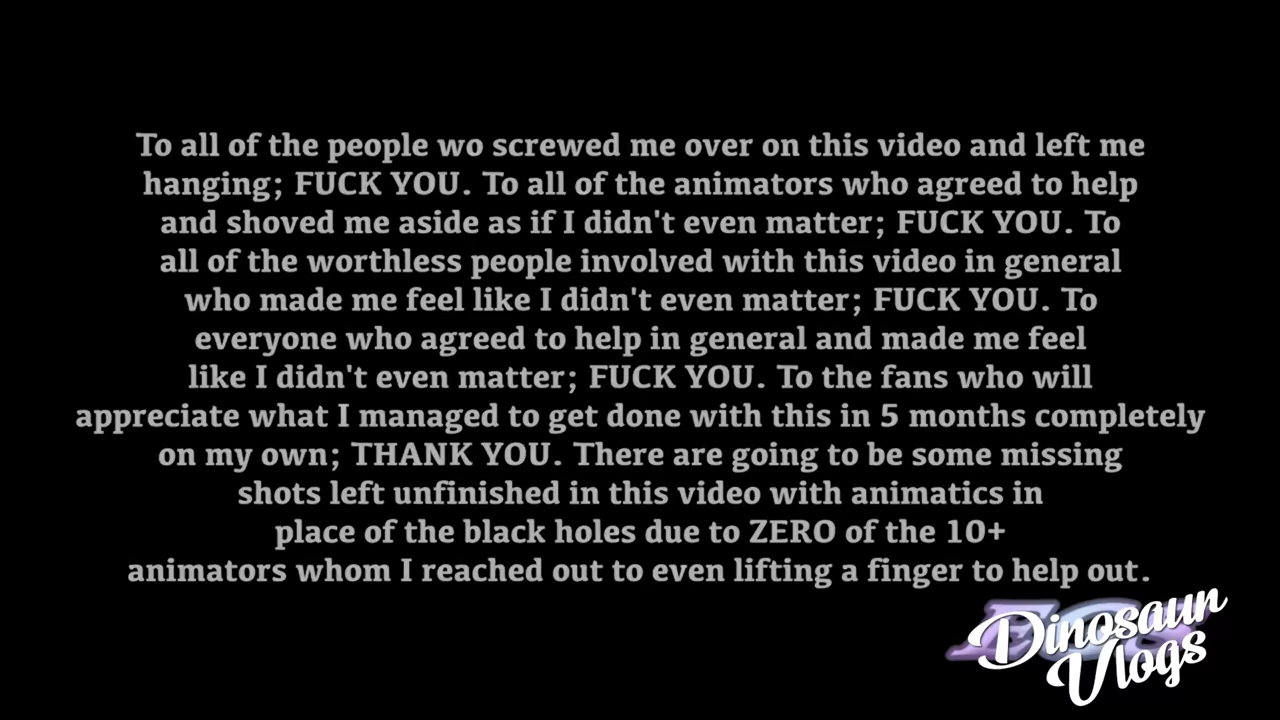 To all of the people wo screwed me over on this video and left me
hanging; FUCK YOU. To all of the animators who agreed to help
and shoved me aside as if I didn't even matter; FUCK YOU. To
all of the worthless people involved with this video in general
who made me feel like I didn't even matter; FUCK YOU. To
everyone who agreed to help in general and made me feel
like I didn't even matter; FUCK YOU. To the fans who will
appreciate what I managed to get done with this in 5 months completely
on my own; THANK YOU. There are going to be some missing
shots left unfinished in this video with animatics in
place of the black holes due to ZERO of the 10+
animators whom I reached out to even lifting a finger to help out.
Dinosaur
Vlogs